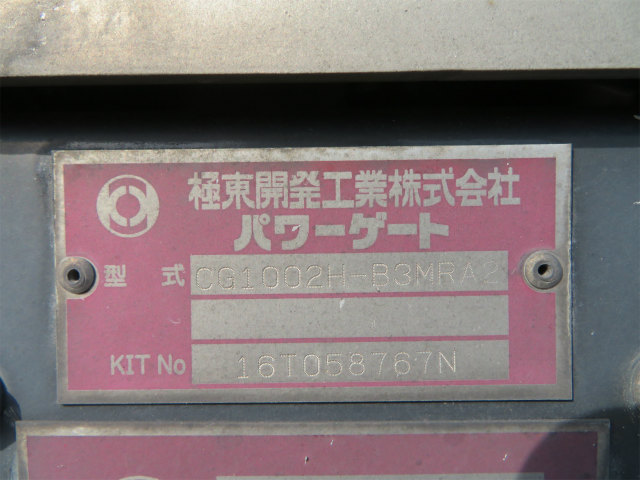 極東開発工業株式会社
パワーゲート
型式 CG1002H-B3MRA2
KIT No 16T058767N